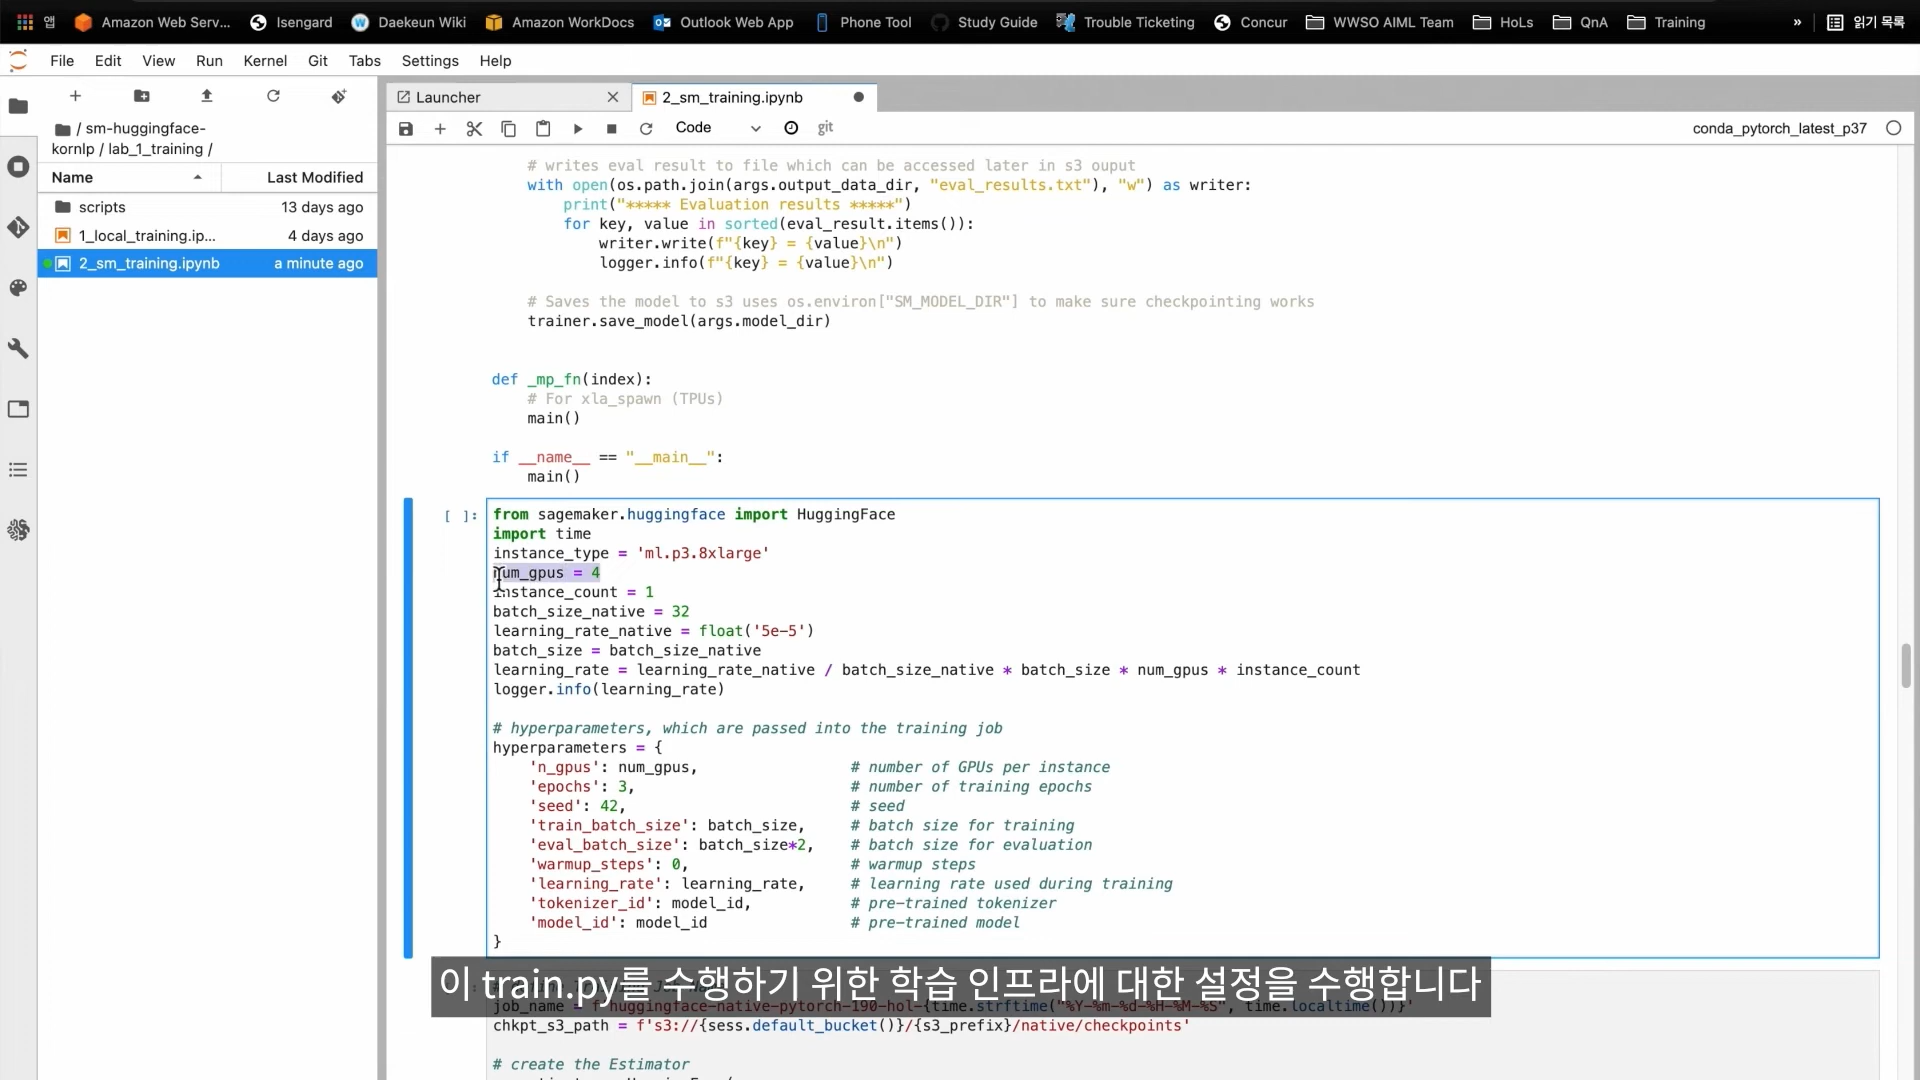 앱 Amazon Web Serv... Isengard Daekeun Wiki Amazon WorkDocs Outlook Web App Phone Tool Study Guide Trouble Ticketing Concur WWSO AIML Team HoLs QnA Training » 읽기 목록
File Edit View Run Kernel Git Tabs Settings Help
Launcher 2_sm_training.ipynb
Code git conda_pytorch_latest_p37
/ sm-huggingface-
kornlp / lab_1_training /
Name Last Modified
scripts 13 days ago
1_local_training.ip... 4 days ago
2_sm_training.ipynb a minute ago
# writes eval result to file which can be accessed later in s3 ouput
with open(os.path.join(args.output_data_dir, "eval_results.txt"), "w") as writer:
print("***** Evaluation results *****")
for key, value in sorted(eval_result.items()):
writer.write(f"{key} = {value}\n")
logger.info(f"{key} = {value}\n")
# Saves the model to s3 uses os.environ["SM_MODEL_DIR"] to make sure checkpointing works
trainer.save_model(args.model_dir)
def _mp_fn(index):
# For xla_spawn (TPUs)
main()
if __name__ == "__main__":
main()
[ ]: from sagemaker.huggingface import HuggingFace
import time
instance_type = 'ml.p3.8xlarge'
num_gpus = 4
instance_count = 1
batch_size_native = 32
learning_rate_native = float('5e-5')
batch_size = batch_size_native
learning_rate = learning_rate_native / batch_size_native * batch_size * num_gpus * instance_count
logger.info(learning_rate)
# hyperparameters, which are passed into the training job
hyperparameters = {
'n_gpus': num_gpus, # number of GPUs per instance
'epochs': 3, # number of training epochs
'seed': 42, # seed
'train_batch_size': batch_size, # batch size for training
'eval_batch_size': batch_size*2, # batch size for evaluation
'warmup_steps': 0, # warmup steps
'learning_rate': learning_rate, # learning rate used during training
'tokenizer_id': model_id, # pre-trained tokenizer
'model_id': model_id # pre-trained model
}
이 train.py를 수행하기 위한 학습 인프라에 대한 설정을 수행합니다
job_name = f'huggingface-native-pytorch-190-hol-{time.strftime("%Y-%m-%d-%H-%M-%S", time.localtime())}'
chkpt_s3_path = f's3://{sess.default_bucket()}/{s3_prefix}/native/checkpoints'
# create the Estimator